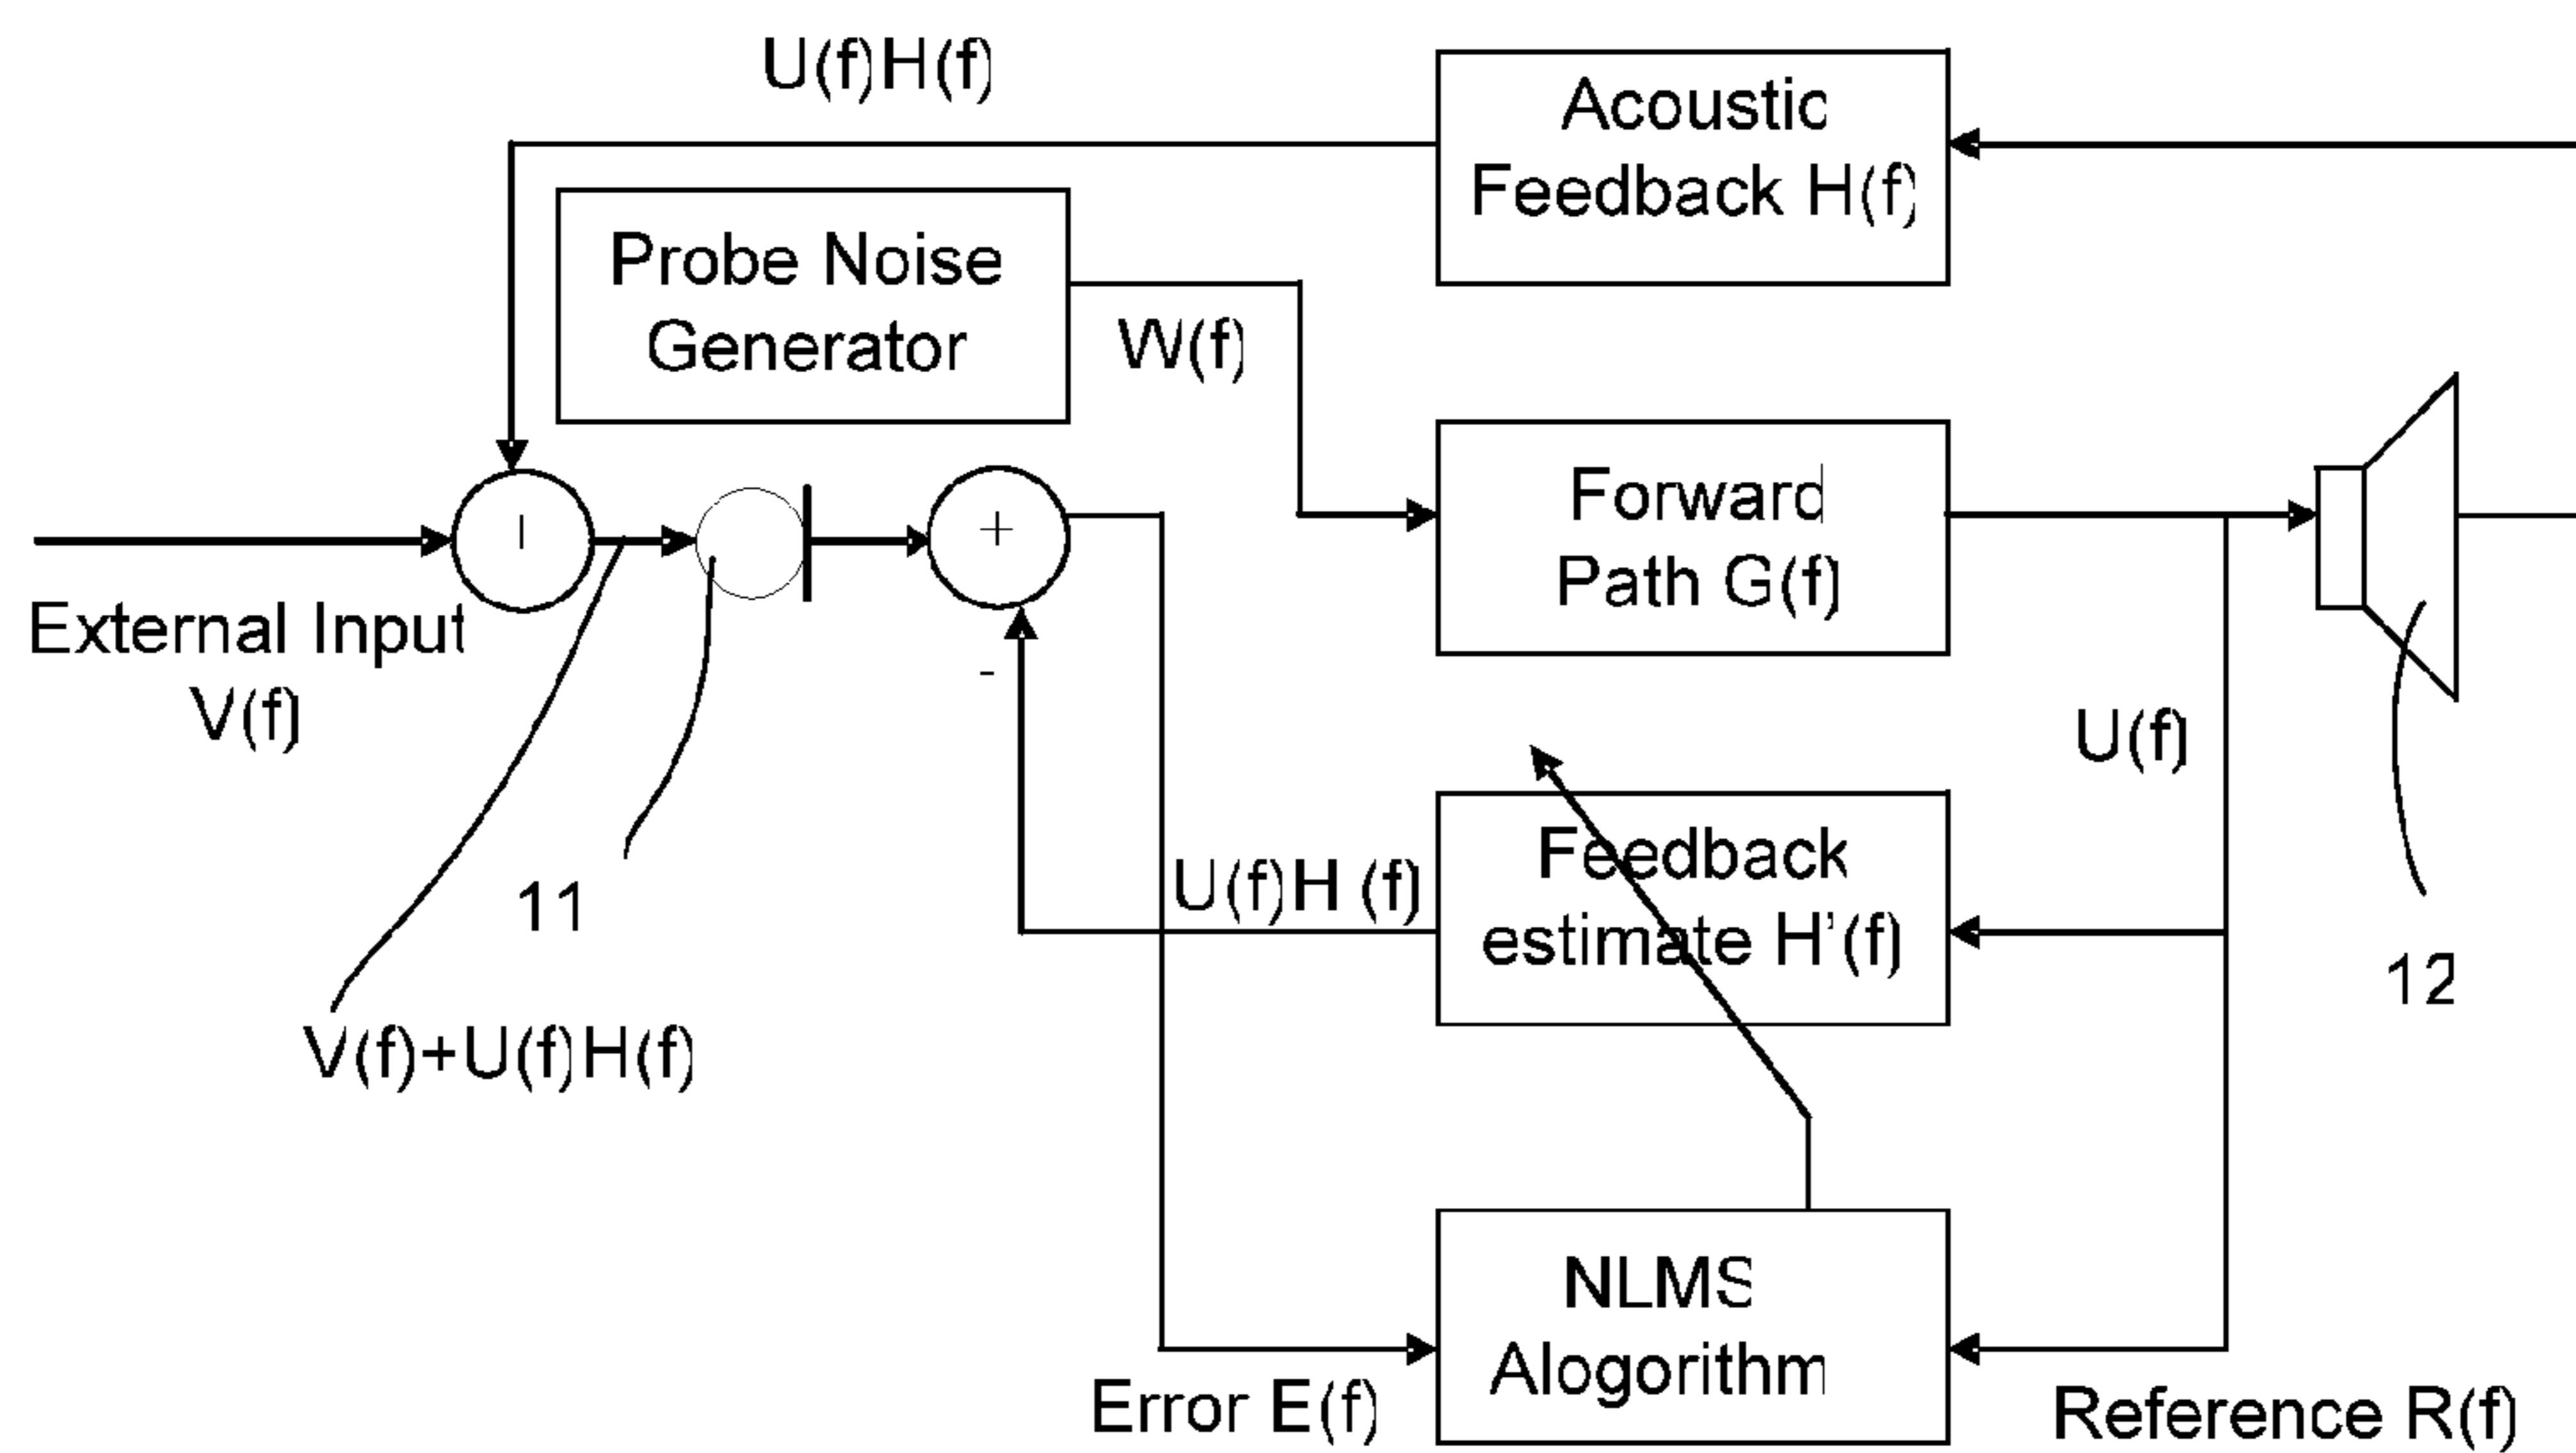 U(f)H(f)
Acoustic
Feedback H(f)
Probe Noise
Generator
W(f)
External Input
V(f)
+
-
Forward
Path G(f)
U(f)
Feedback
estimate H'(f)
U(f)H (f)
11
12
V(f)+U(f)H(f)
NLMS
Alogorithm
Error E(f)
Reference R(f)